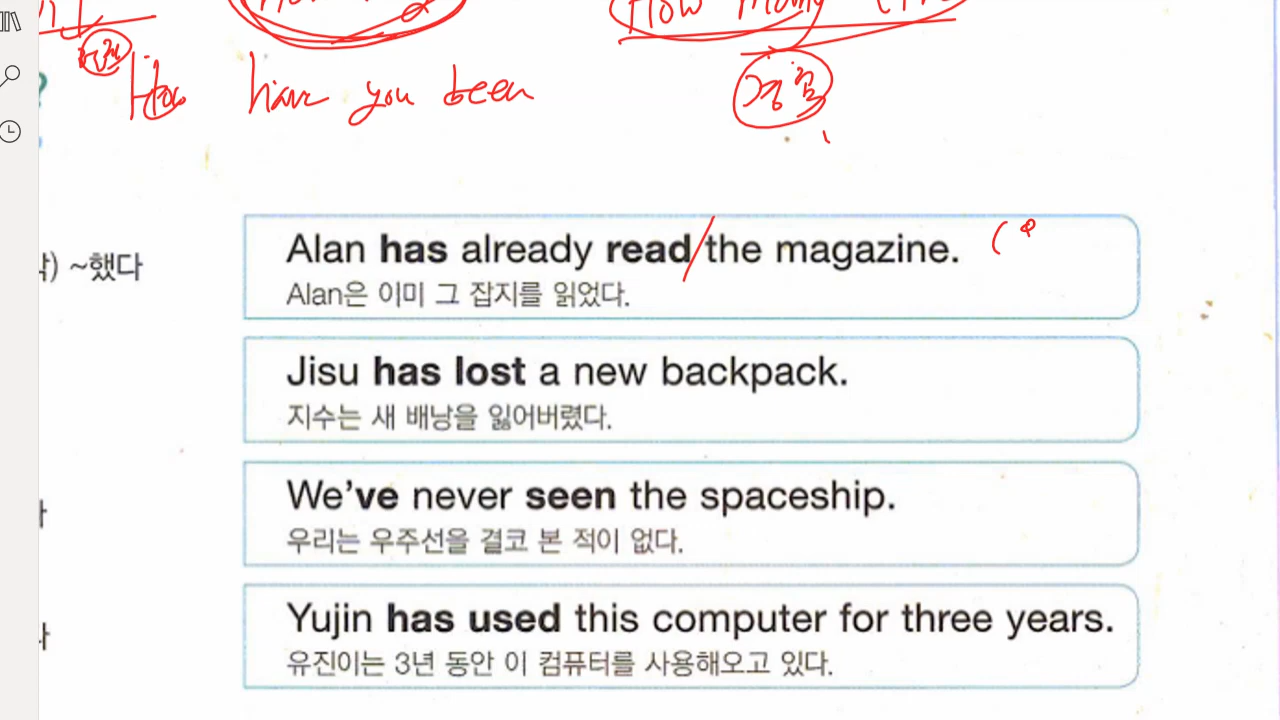 How many
How have you been
경험
~했다
Alan has already read the magazine.
Alan은 이미 그 잡지를 읽었다.
Jisu has lost a new backpack.
지수는 새 배낭을 잃어버렸다.
We've never seen the spaceship.
우리는 우주선을 결코 본 적이 없다.
Yujin has used this computer for three years.
유진이는 3년 동안 이 컴퓨터를 사용해오고 있다.